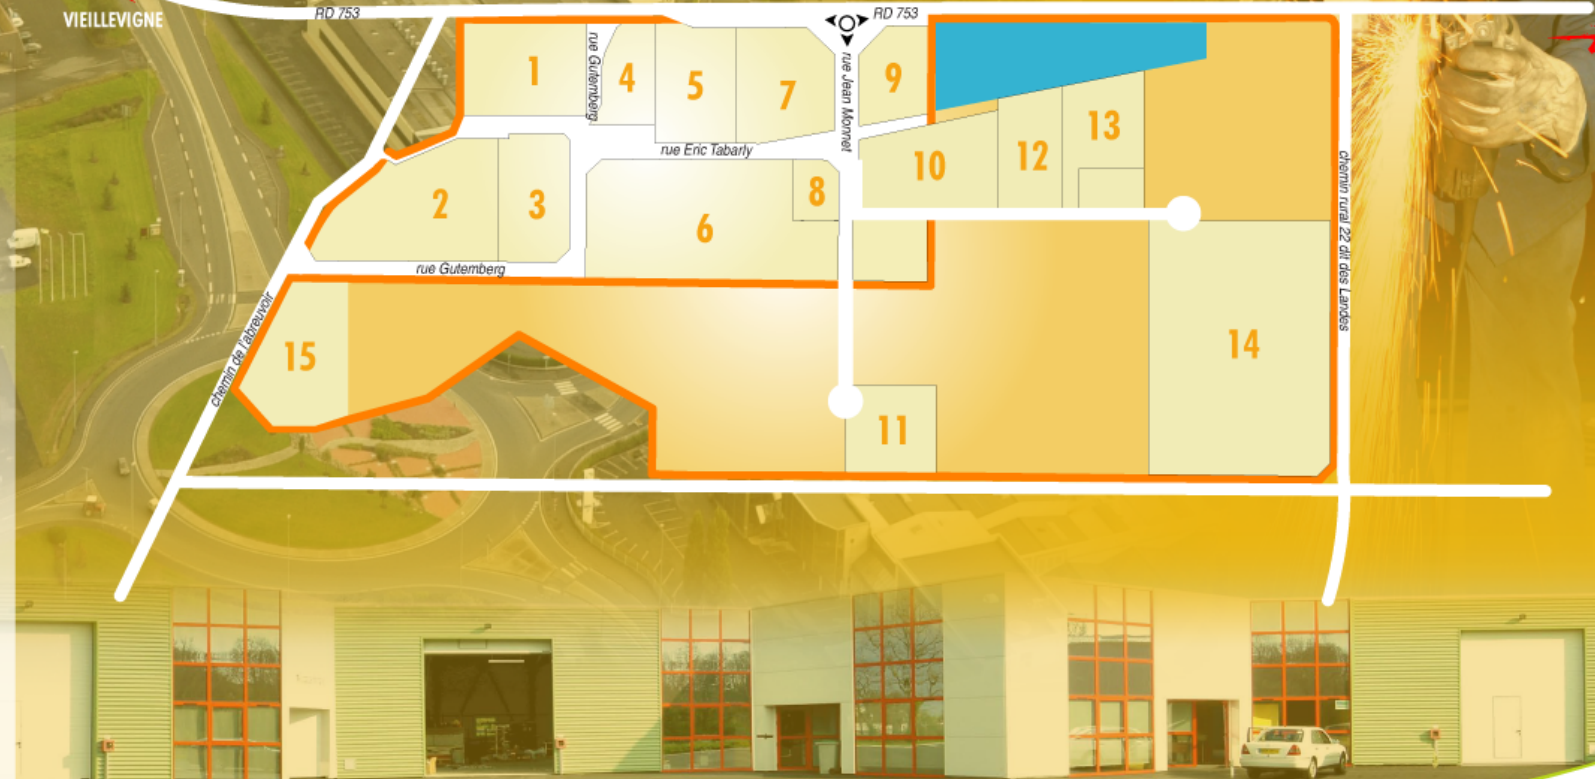 VIEILLEVIGNE
RD 753
RD 753
1
rue Gutemberg
4
5
7
rue Jean Monnet
9
13
12
10
rue Eric Tabarly
2
3
6
8
chemin rural 22 dit des Landes
rue Gutemberg
chemin de l'abreuvoir
15
14
11